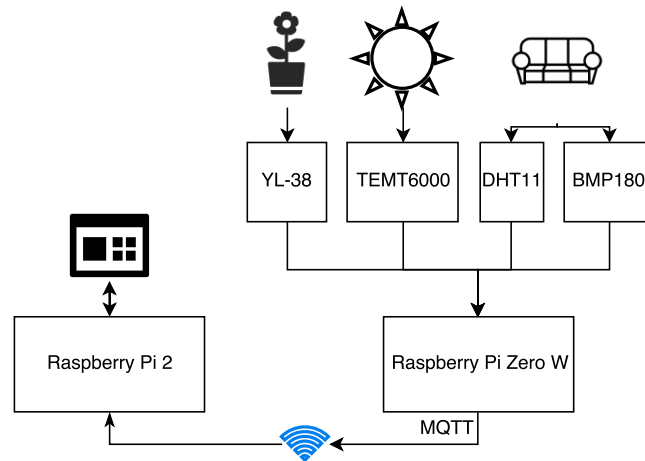 YL-38
TEMT6000
DHT11
BMP180
Raspberry Pi 2
Raspberry Pi Zero W
MQTT